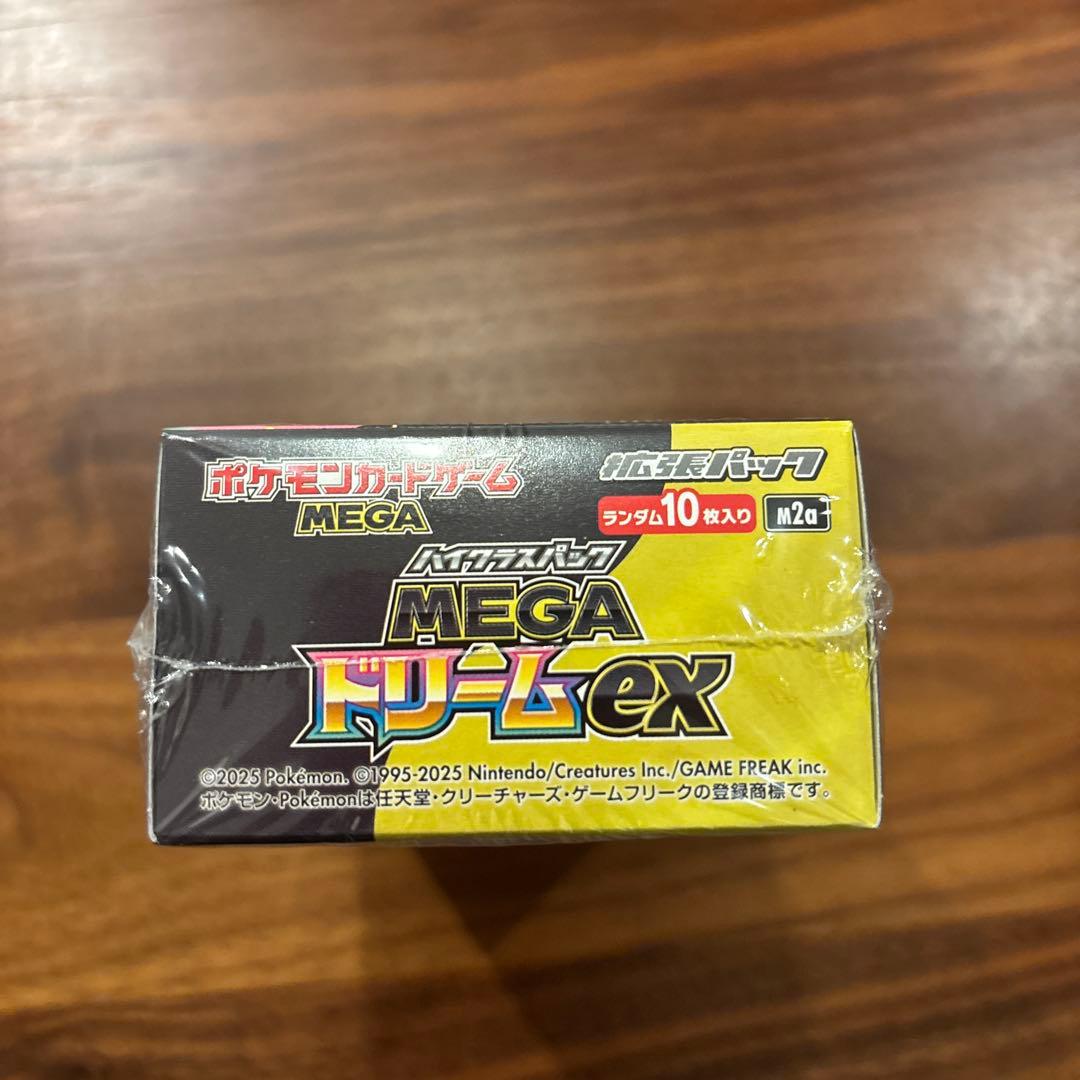 ポケモンカードゲーム
MEGA
拡張パック
ランダム10枚入り M2a
ハイクラスパック
MEGA
ドリームex
©2025 Pokémon. ©1995-2025 Nintendo/Creatures Inc./GAME FREAK inc.
ポケモン・Pokémonは任天堂・クリーチャーズ・ゲームフリークの登録商標です。